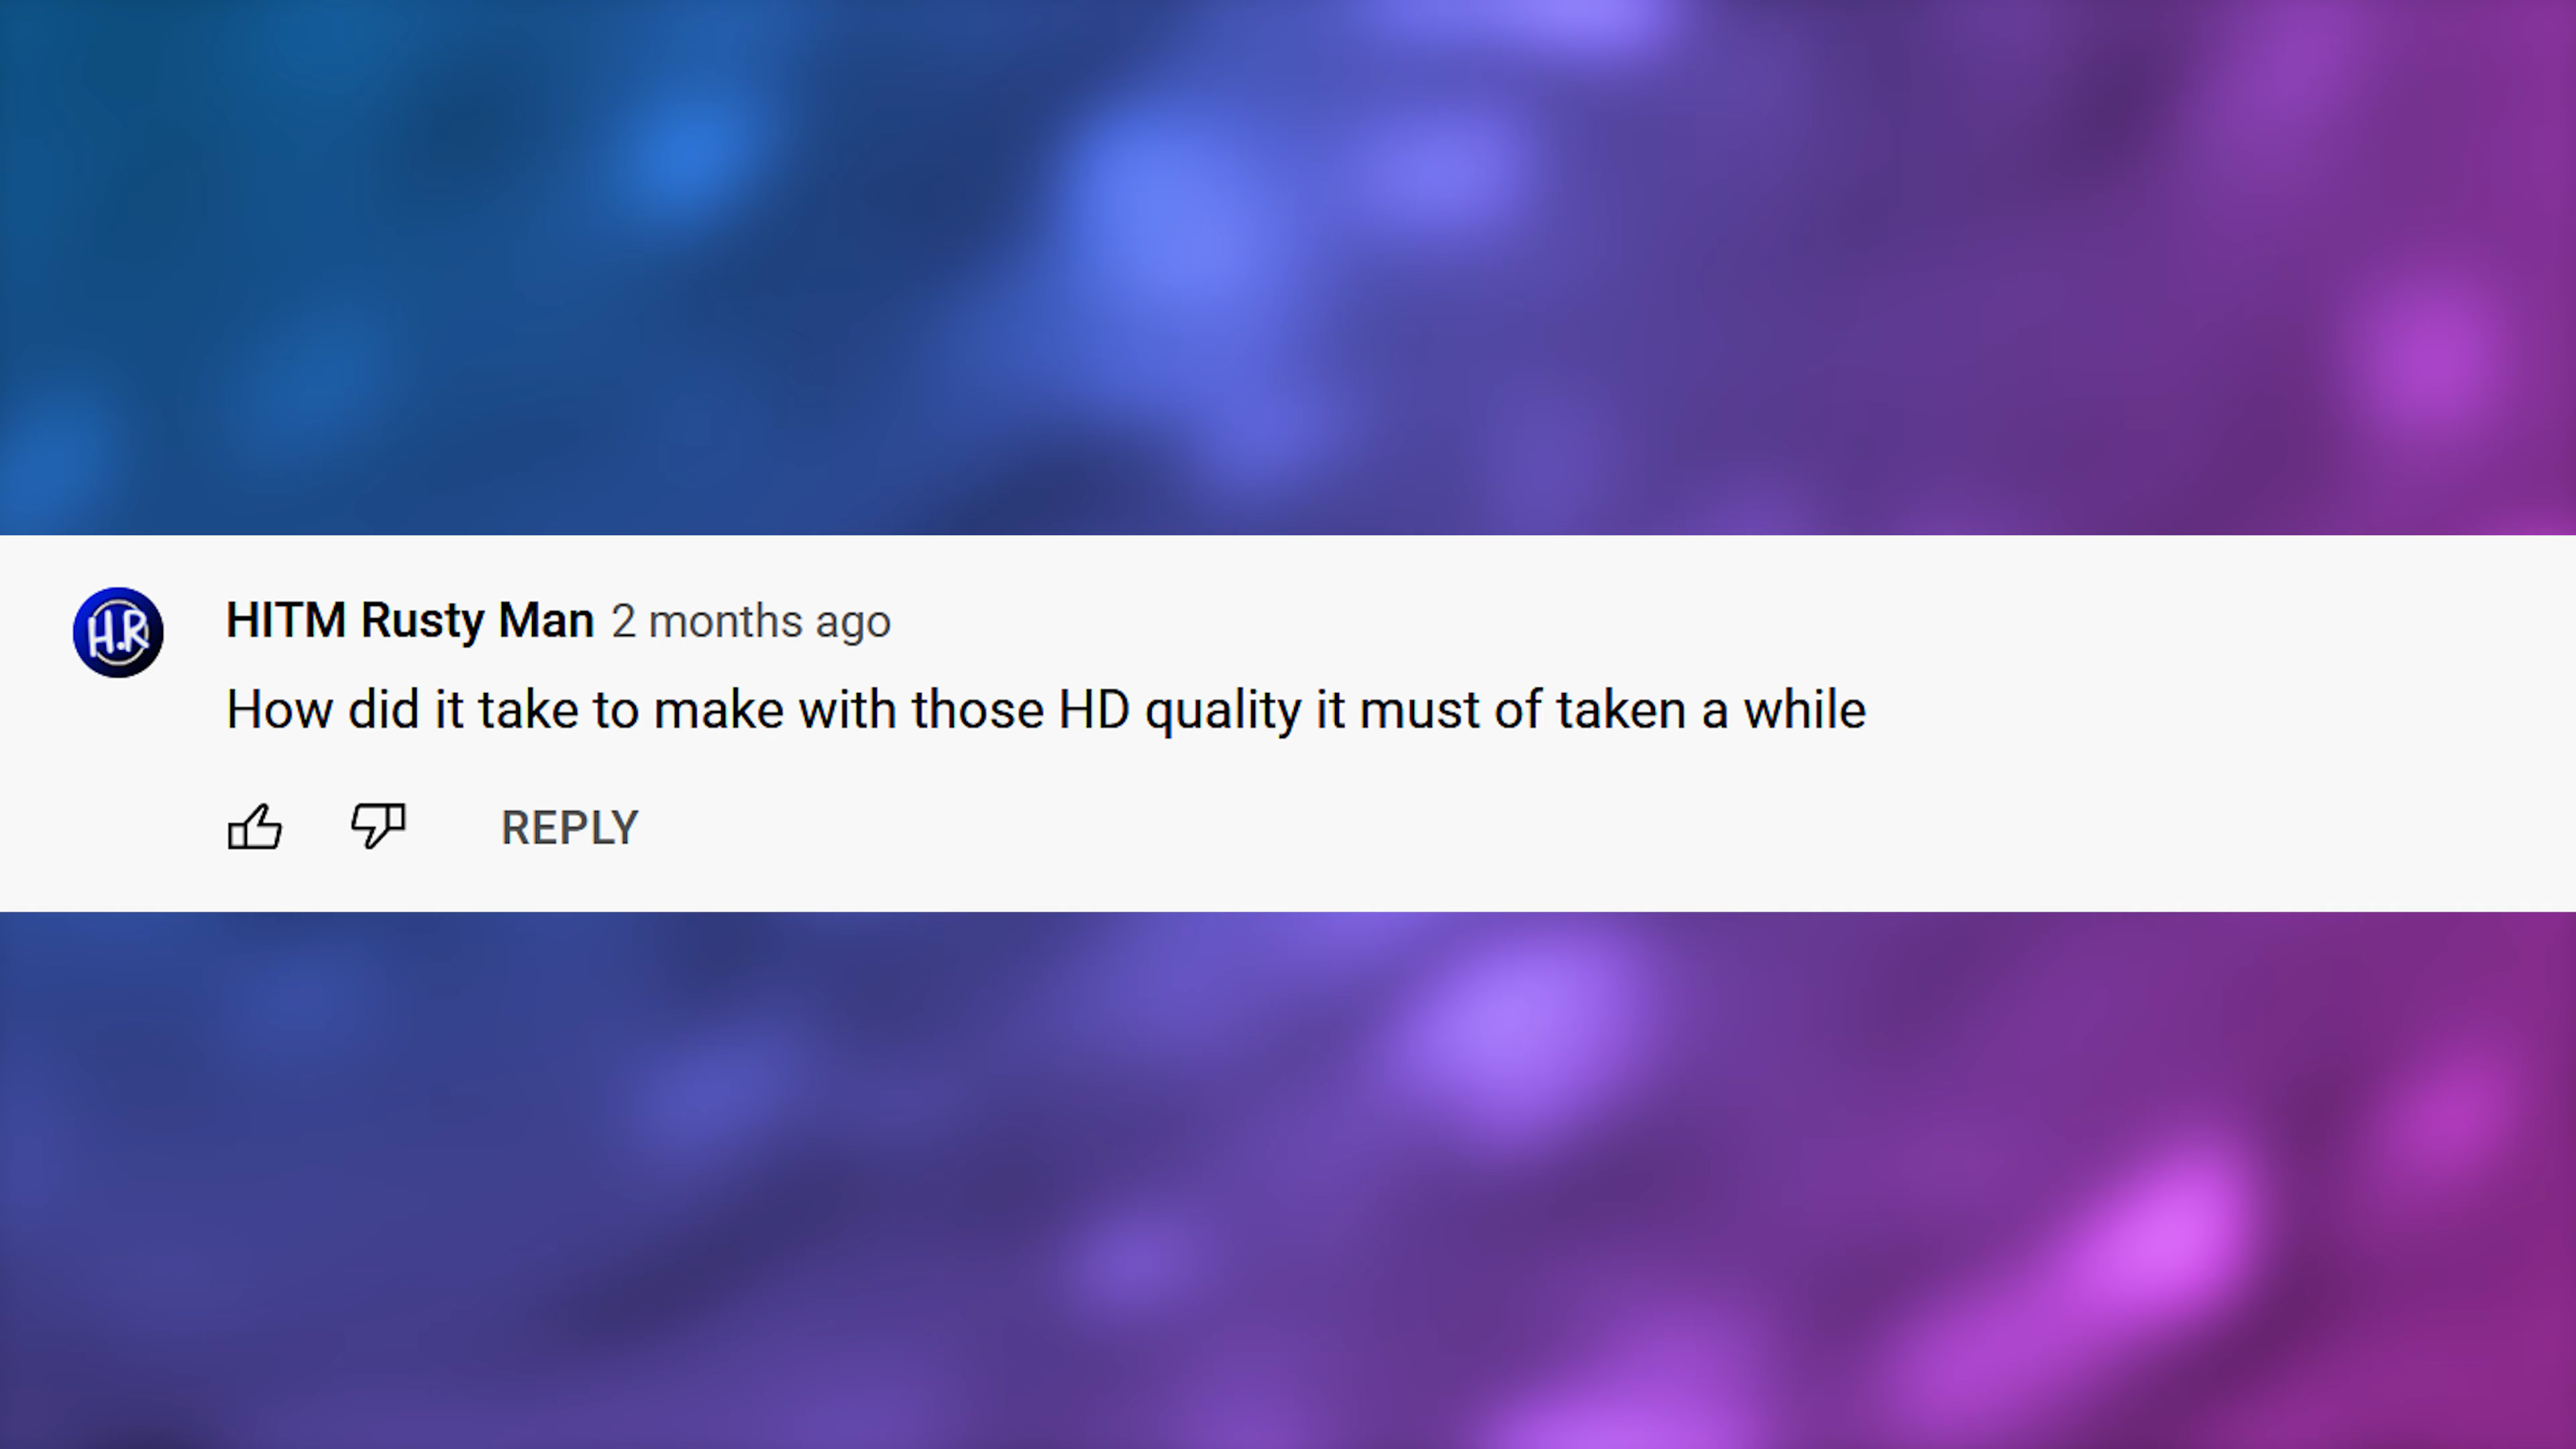 H.R
HITM Rusty Man 2 months ago
How did it take to make with those HD quality it must of taken a while
REPLY